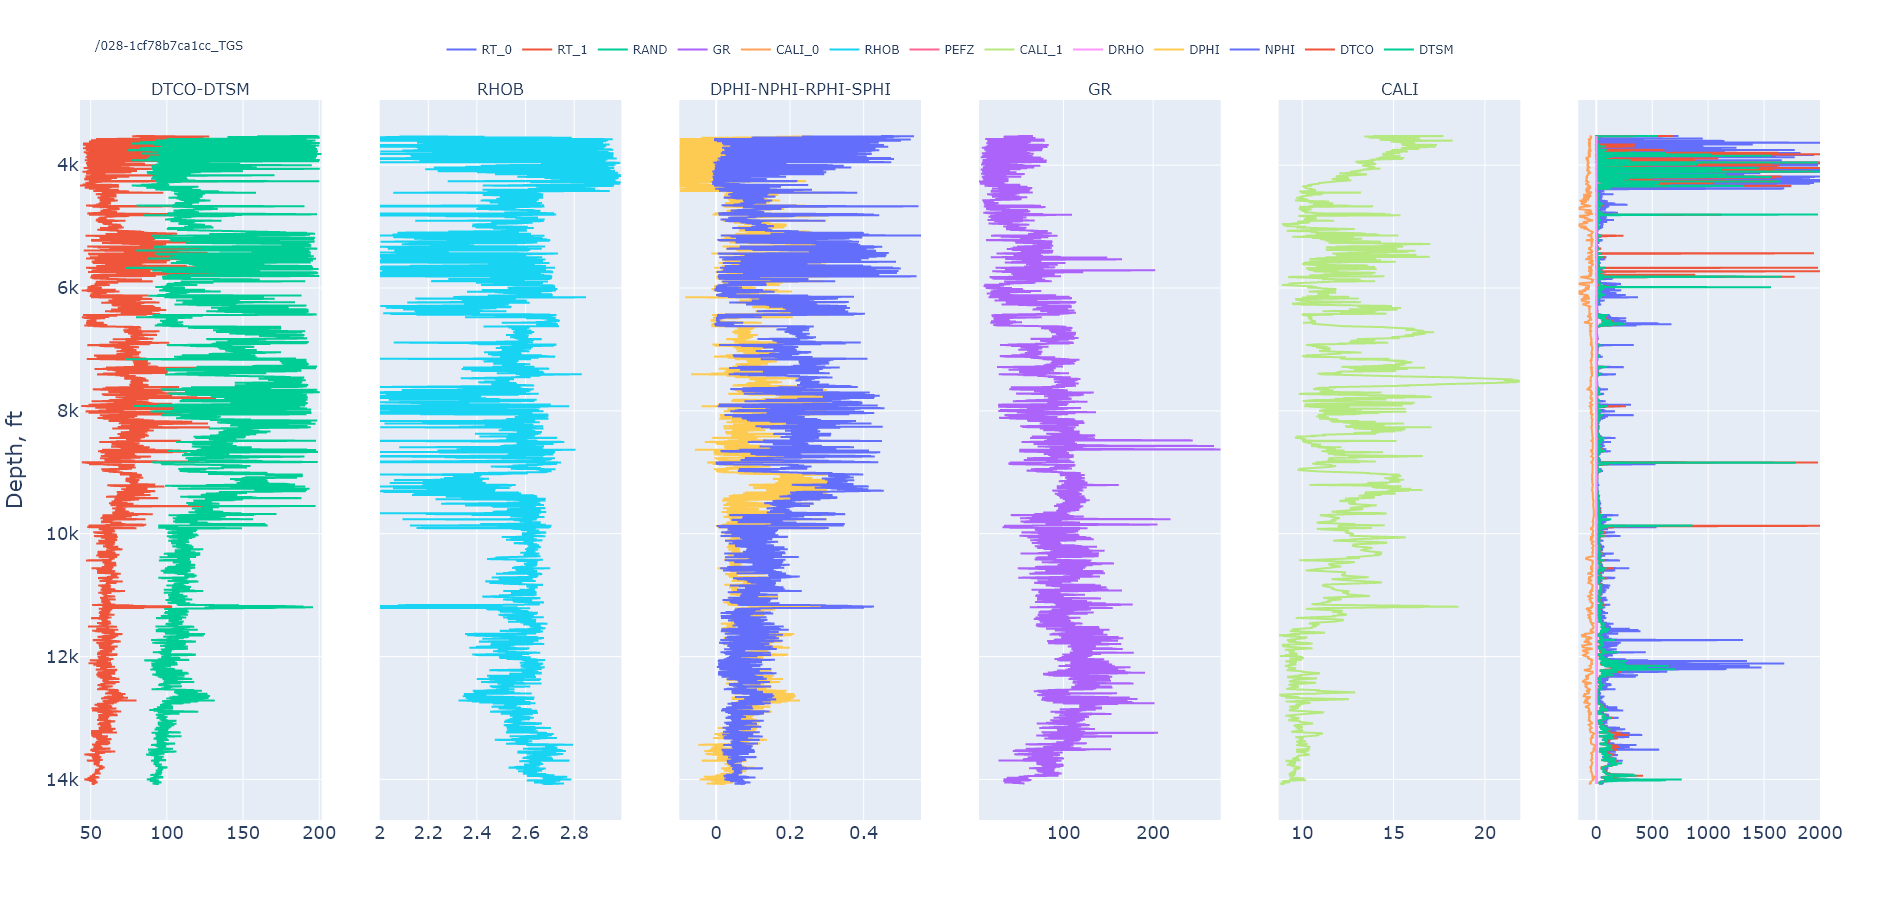 /028-1cf78b7ca1cc_TGS
RT_0 RT_1 RAND GR CALI_0 RHOB PEFZ CALI_1 DRHO DPHI NPHI DTCO DTSM
DTCO-DTSM RHOB DPHI-NPHI-RPHI-SPHI GR CALI
Depth, ft
4k
6k
8k
10k
12k
14k
50 100 150 200 2 2.2 2.4 2.6 2.8 0 0.2 0.4 100 200 10 15 20 0 500 1000 1500 2000